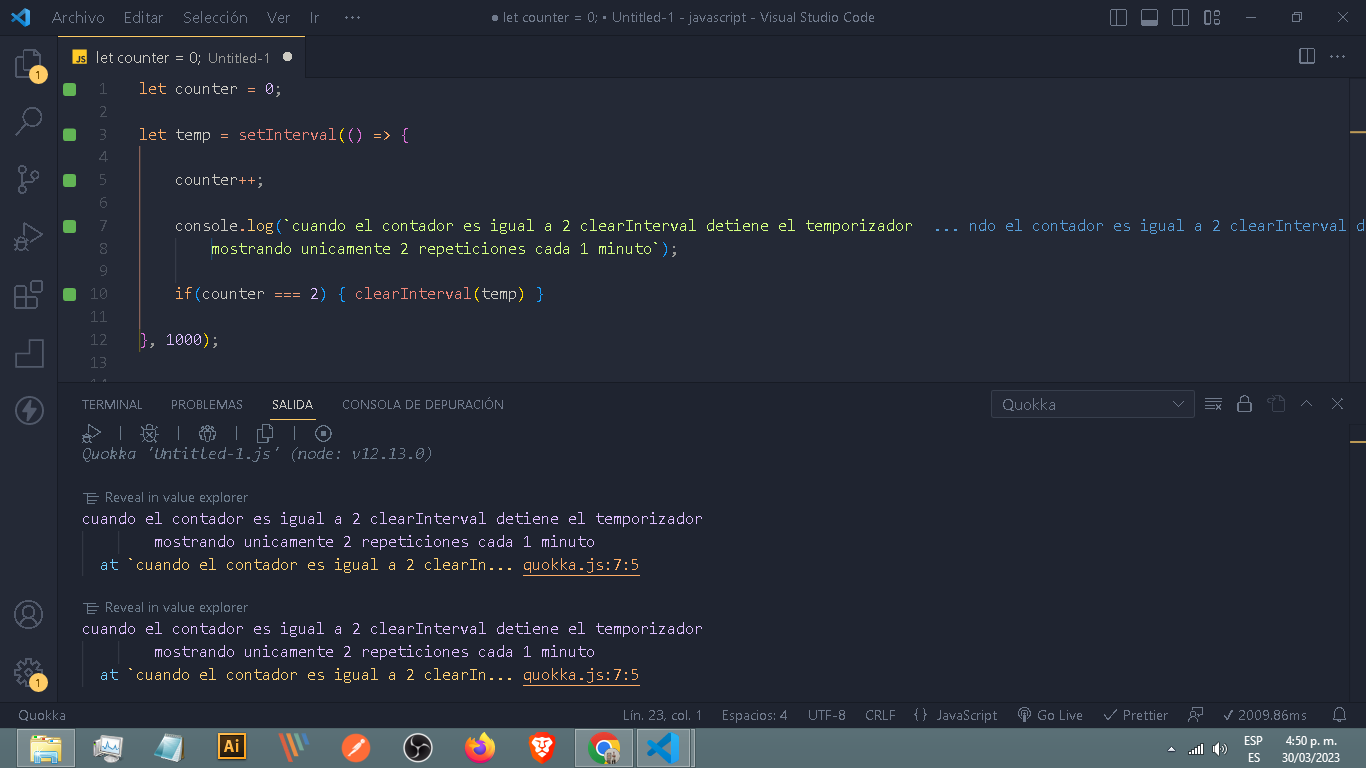 Archivo Editar Selección Ver Ir ··· ● let counter = 0; • Untitled-1 - javascript - Visual Studio Code
JS let counter = 0; Untitled-1 ●
1 let counter = 0;
2
3 let temp = setInterval(() => {
4
5 counter++;
6
7 console.log(`cuando el contador es igual a 2 clearInterval detiene el temporizador ... ndo el contador es igual a 2 clearInterval d
8 mostrando unicamente 2 repeticiones cada 1 minuto`);
9
10 if(counter === 2) { clearInterval(temp) }
11
12 }, 1000);
13
14
TERMINAL PROBLEMAS SALIDA CONSOLA DE DEPURACIÓN Quokka
Quokka 'Untitled-1.js' (node: v12.13.0)
Reveal in value explorer
cuando el contador es igual a 2 clearInterval detiene el temporizador
mostrando unicamente 2 repeticiones cada 1 minuto
at `cuando el contador es igual a 2 clearIn... quokka.js:7:5
Reveal in value explorer
cuando el contador es igual a 2 clearInterval detiene el temporizador
mostrando unicamente 2 repeticiones cada 1 minuto
at `cuando el contador es igual a 2 clearIn... quokka.js:7:5
1
1
Quokka Lín. 23, col. 1 Espacios: 4 UTF-8 CRLF {} JavaScript Go Live ✓ Prettier ✓ 2009.86ms
Ai
ESP
ES
4:50 p. m.
30/03/2023